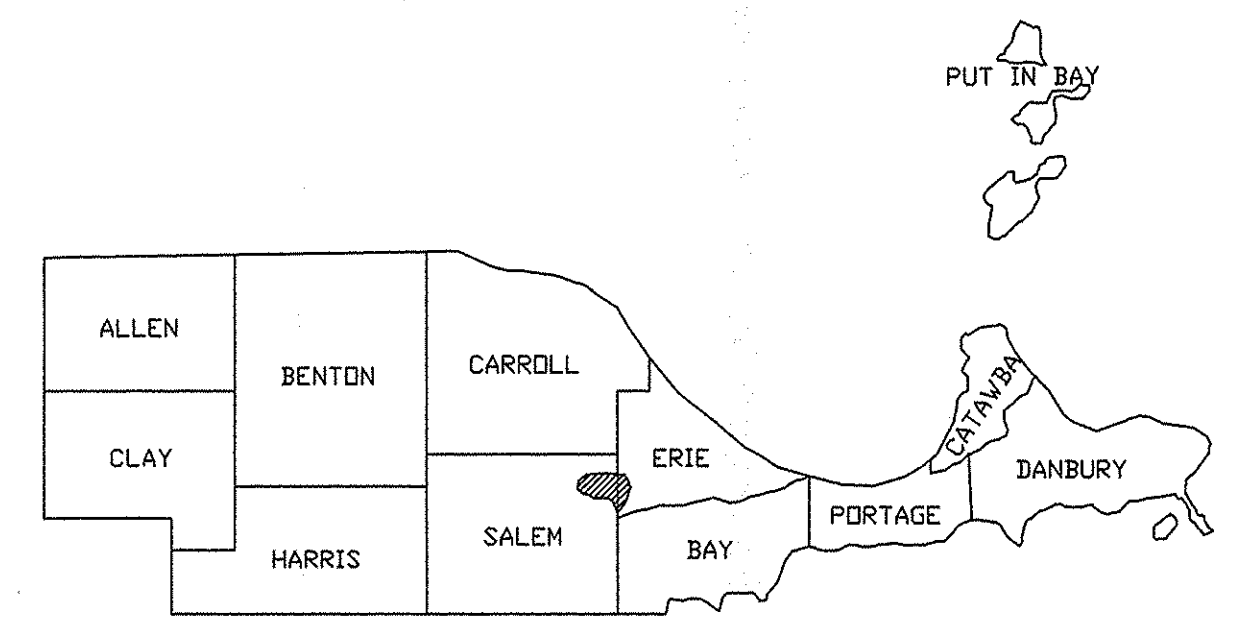 PUT IN BAY
ALLEN
BENTON
CARROLL
CATAWBA
CLAY
ERIE
DANBURY
PORTAGE
SALEM
BAY
HARRIS